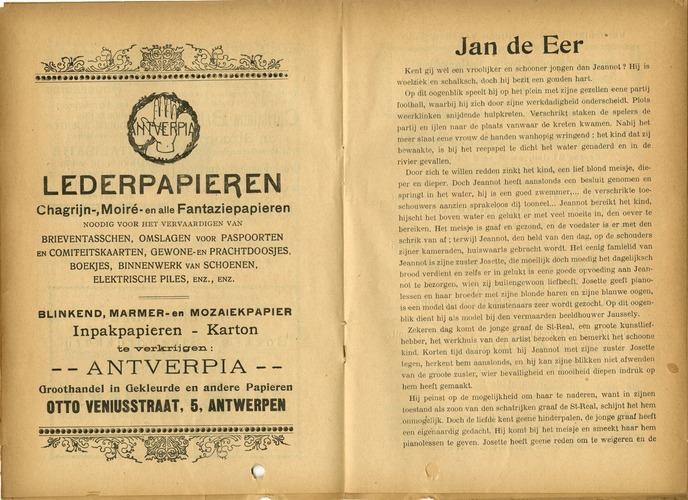 ANTVERPIA
LEDERPAPIEREN
Chagrijn-, Moiré- en alle Fantaziepapieren
NOODIG VOOR HET VERVAARDIGEN VAN
BRIEVENTASSCHEN, OMSLAGEN VOOR PASPOORTEN
EN COMITEITSKAARTEN, GEWONE- EN PRACHTDOOSJES,
BOEKJES, BINNENWERK VAN SCHOENEN,
ELEKTRISCHE PILES, ENZ., ENZ.
BLINKEND, MARMER- en MOZAIEKPAPIER
Inpakpapieren - Karton
te verkrijgen :
-- ANTVERPIA --
Groothandel in Gekleurde en andere Papieren
OTTO VENIUSSTRAAT, 5, ANTWERPEN
Jan de Eer
Kent gij wel een vroolijker en schooner jongen dan Jeannot ? Hij is
woelziek en schalksch, doch hij bezit een gouden hart.
Op dit oogenblik speelt hij op het plein met zijne gezellen eene partij
football, waarbij hij zich door zijne werkdadigheid onderscheidt. Plots
weerklinken snijdende hulpkreten. Verschrikt staken de spelers de
partij en ijlen naar de plaats vanwaar de kreten kwamen. Nabij het
meer staat eene vrouw de handen wanhopig wringend ; het kind dat zij
bewaakte, is bij het reepspel te dicht het water genaderd en in de
rivier gevallen.
Door zich te willen redden zinkt het kind, een lief blond meisje, die-
per en dieper. Doch Jeannot heeft aanstonds een besluit genomen en
springt in het water, hij is een goed zwemmer,... de verschrikte toe-
schouwers aanzien sprakeloos dit tooneel... Jeannot bereikt het kind,
hijscht het boven water en gelukt er met veel moeite in, den oever te
bereiken. Het meisje is gaaf en gezond, en de voedster is er met den
schrik van af ; terwijl Jeannot, den held van den dag, op de schouders
zijner kameraden, huiswaarts gebracht wordt. Het eenig familelid van
Jeannot is zijne zuster Josette, die moeilijk doch moedig het dagelijksch
brood verdient en zelfs er in gelukt is eene goede opvoeding aan Jean-
not te bezorgen, wien zij buitengewoon liefheeft. Josette geeft piano-
lessen en haar broeder met zijne blonde haren en zijne blauwe oogen,
is een model dat door de kunstenaars zeer wordt gezocht. Op dit oogen-
blik dient hij als model bij den vermaarden beeldhouwer Jaussely.
Zekeren dag komt de jonge graaf de St-Real, een groote kunstlief-
hebber, het werkhuis van den artist bezoeken en bemerkt het schoone
kind. Korten tijd daarop komt hij Jeannot met zijne zuster Josette
tegen, herkent hem aanstonds, en hij kan zijne blikken niet afwenden
van de groote zuster, wier bevalligheid en mooiheid diepen indruk op
hem heeft gemaakt.
Hij peinst op de mogelijkheid om haar te naderen, want in zijnen
toestand als zoon van den schatrijken graaf de St-Real, schijnt het hem
onmogelijk. Doch de liefde kent geene hinderpalen, de jonge graaf heeft
een eigenaardig gedacht. Hij komt bij het meisje en smeekt haar hem
pianolessen te geven. Josette heeft geene reden om te weigeren en de